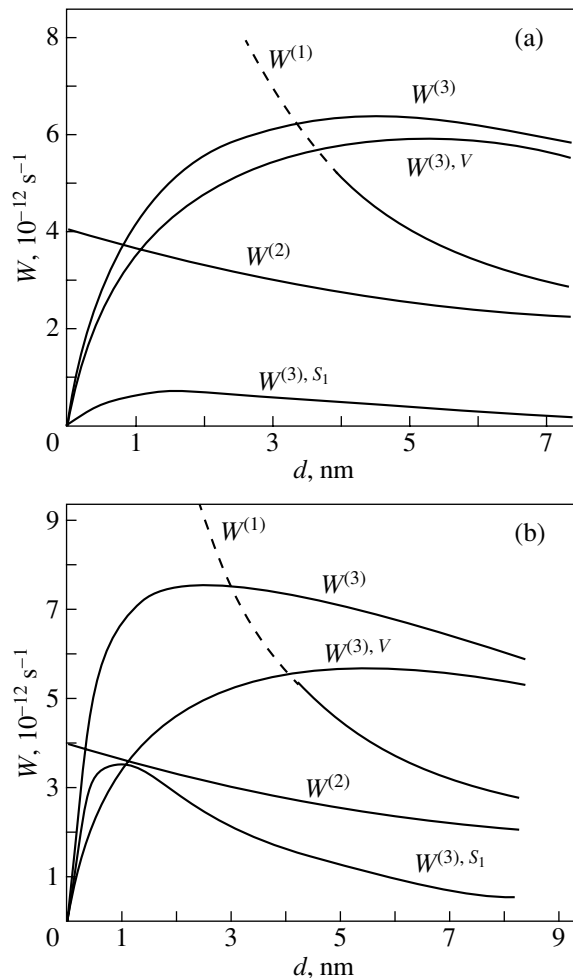 (a)
8
W^{(1)}
W^{(3)}
6
W^{(3), V}
W, 10^{−12} s^{−1}
4
W^{(2)}
2
W^{(3), S_1}
0
1 3 5 7
d, nm
(b)
9
W^{(1)}
W^{(3)}
7
W^{(3), V}
W, 10^{−12} s^{−1}
5
3
W^{(2)}
W^{(3), S_1}
1
0
1 3 5 7 9
d, nm